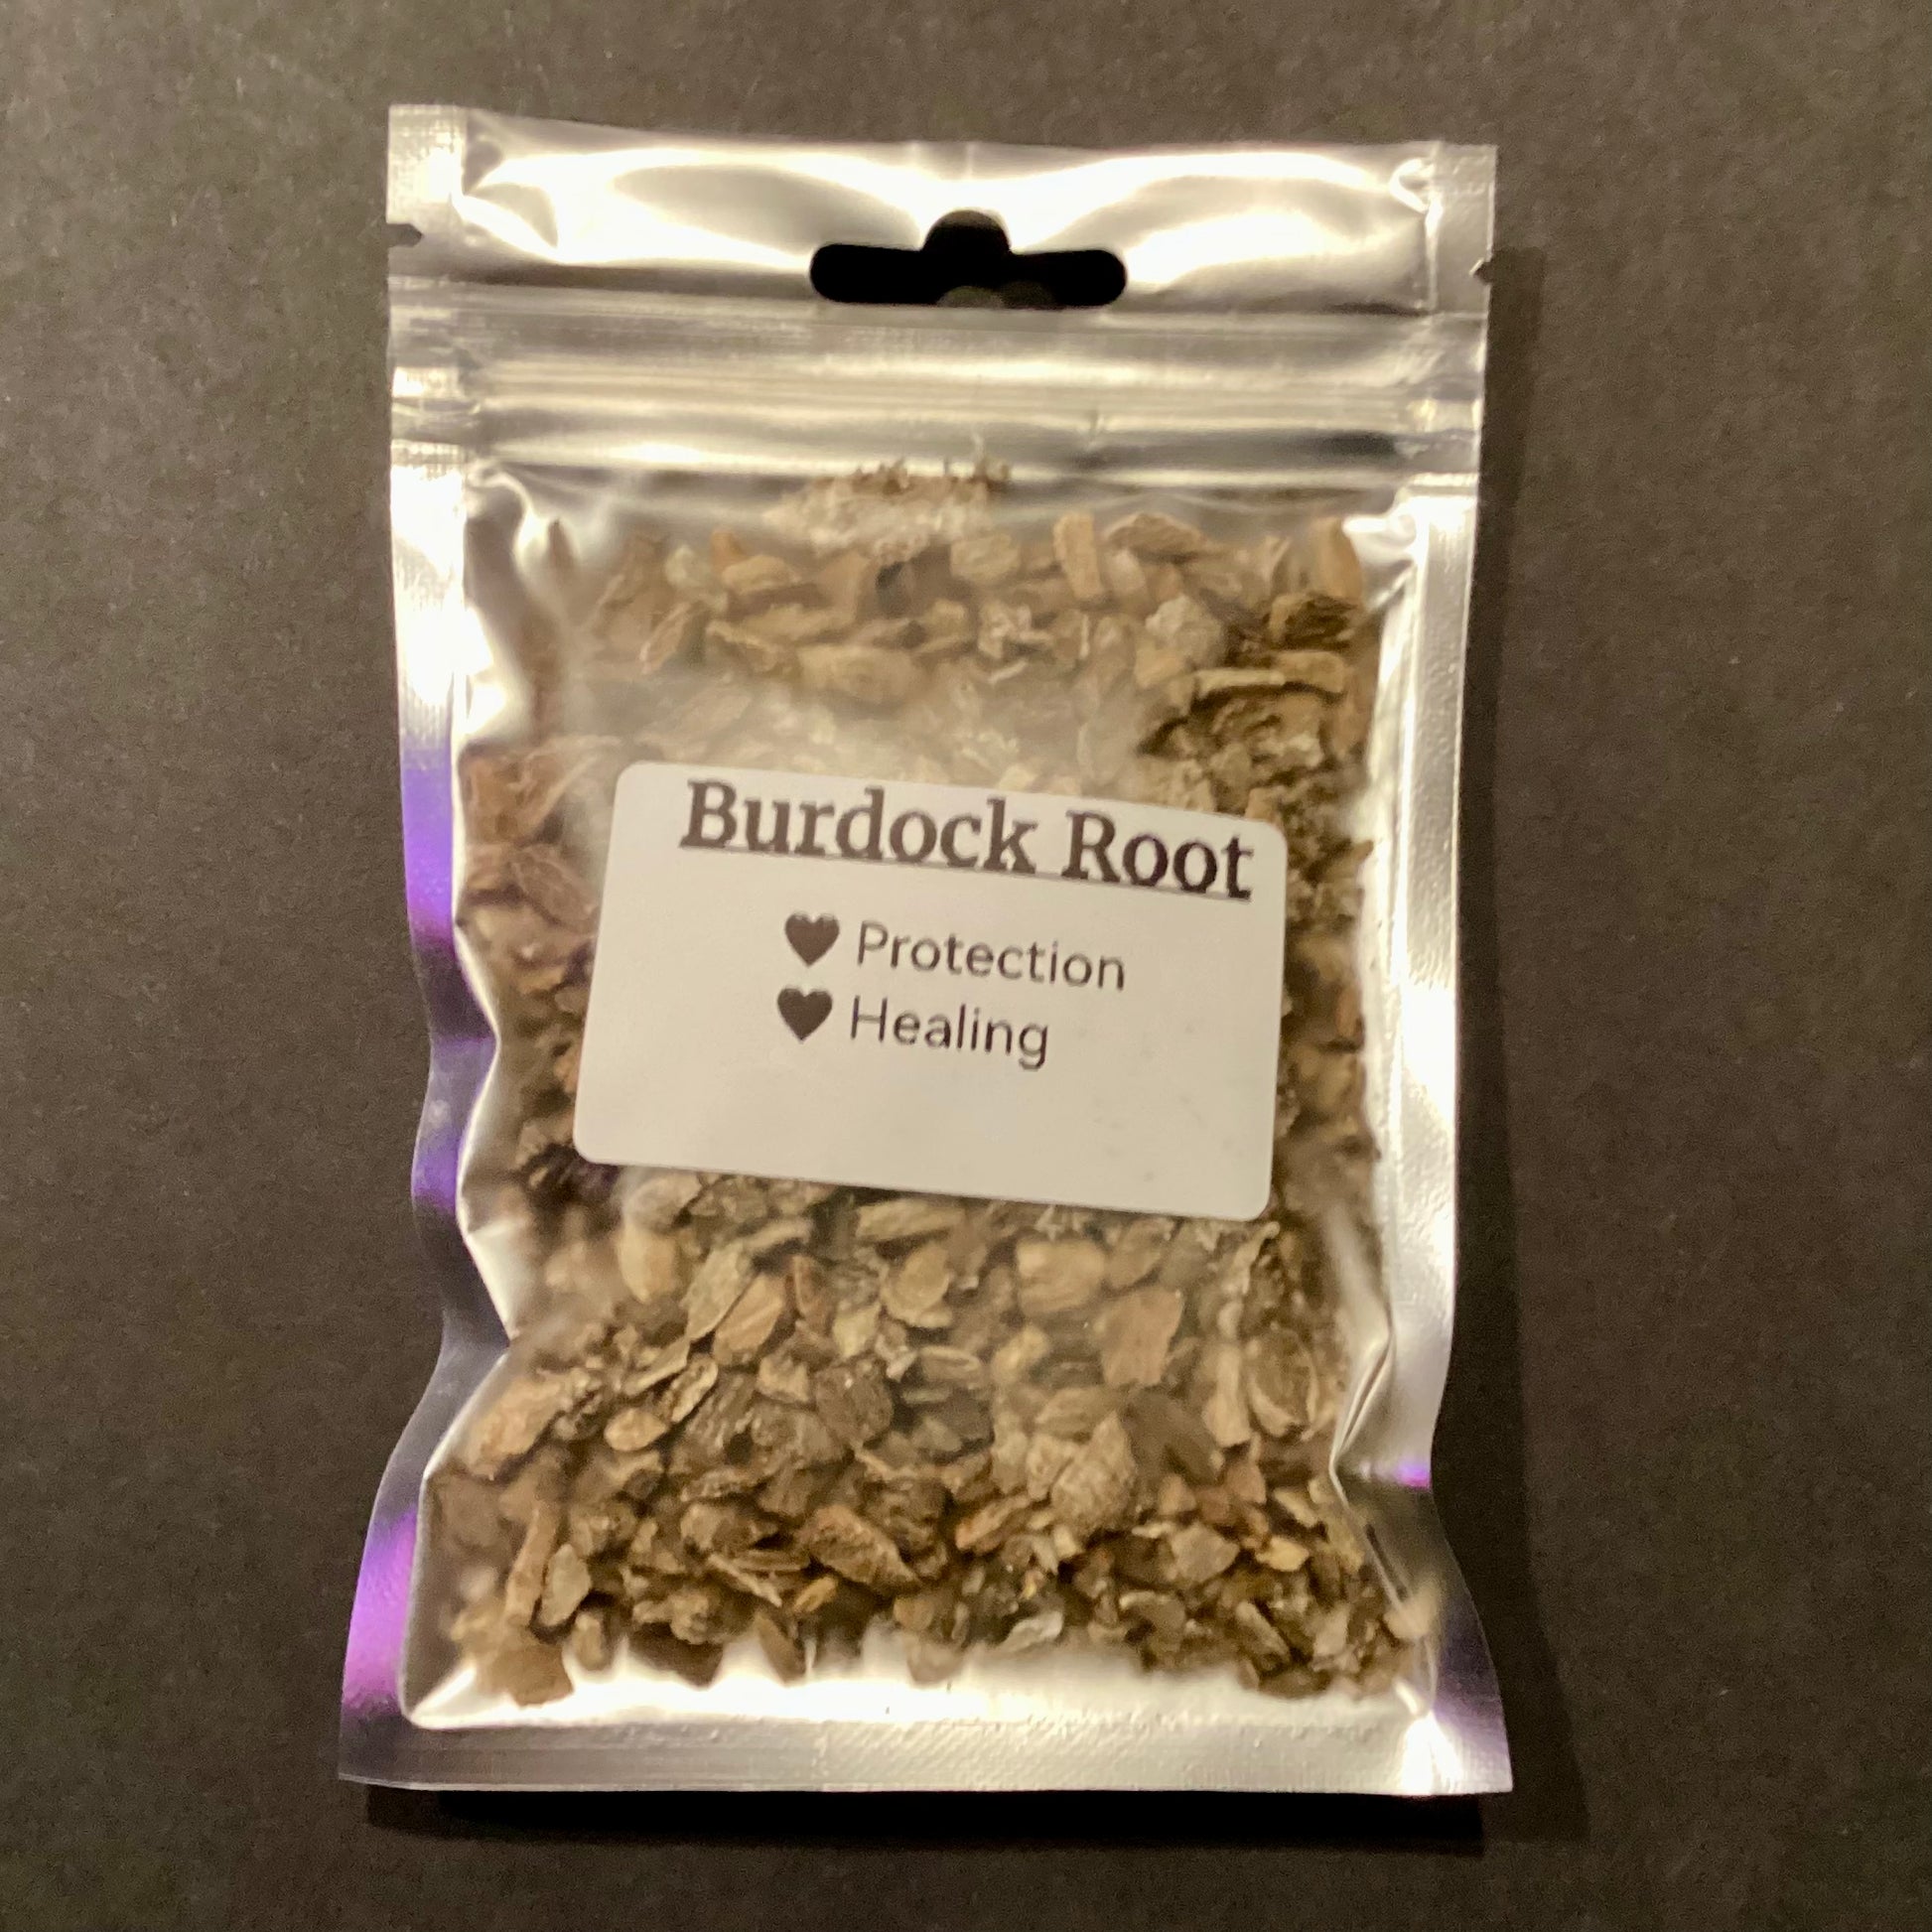 Burdock Root
♥ Protection
♥ Healing